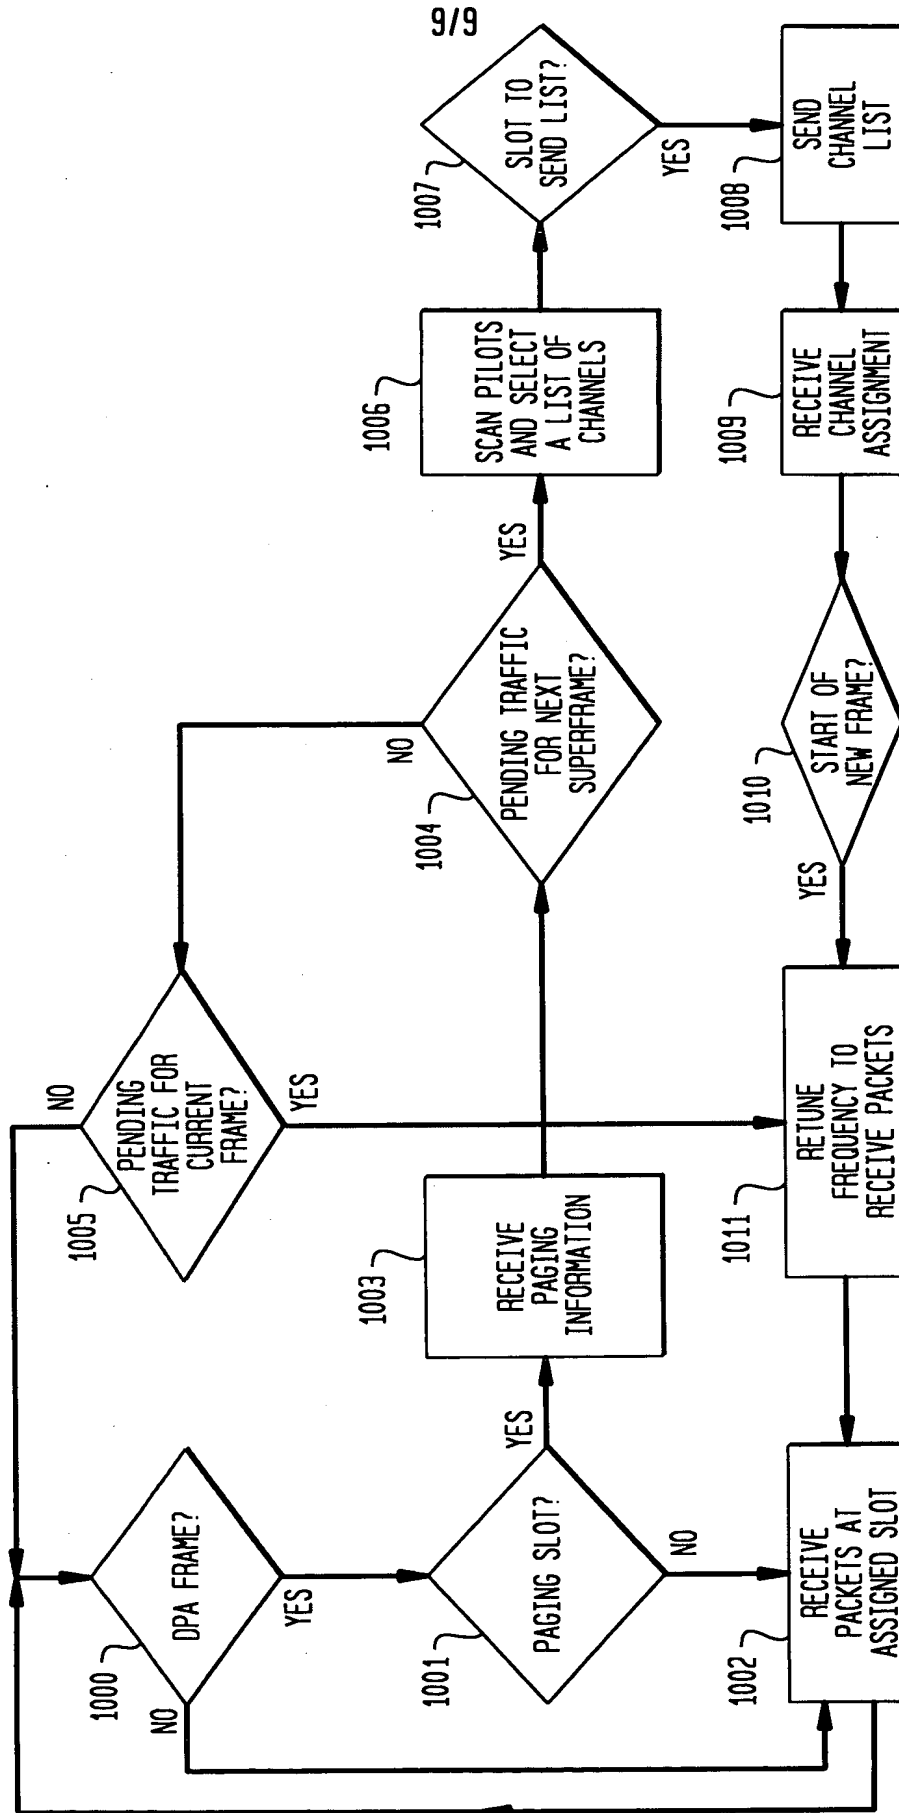 9/9
1000
DPA FRAME?
NO
YES
1001
PAGING SLOT?
YES
NO
1002
RECEIVE
PACKETS AT
ASSIGNED SLOT
1003
RECEIVE
PAGING
INFORMATION
1004
PENDING TRAFFIC
FOR NEXT
SUPERFRAME?
NO
YES
1005
PENDING
TRAFFIC FOR
CURRENT
FRAME?
NO
YES
1006
SCAN PILOTS
AND SELECT
A LIST OF
CHANNELS
1007
SLOT TO
SEND LIST?
YES
1008
SEND
CHANNEL
LIST
1009
RECEIVE
CHANNEL
ASSIGNMENT
1010
START OF
NEW FRAME?
YES
1011
RETUNE
FREQUENCY TO
RECEIVE PACKETS